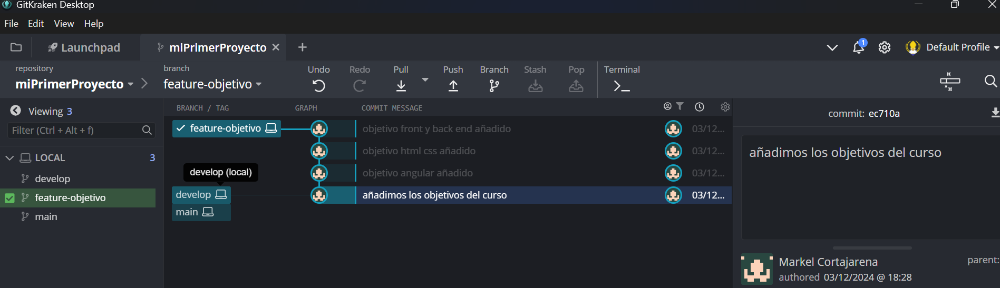 GitKraken Desktop
File Edit View Help
Launchpad miPrimerProyecto Default Profile
1
repository branch Undo Redo Pull Push Branch Stash Pop Terminal
miPrimerProyecto feature-objetivo
Viewing 3
Filter (Ctrl + Alt + f)
LOCAL 3
develop
feature-objetivo
main
BRANCH / TAG GRAPH COMMIT MESSAGE
feature-objetivo objetivo front y back end añadido 03/12...
objetivo html css añadido 03/12...
develop (local) objetivo angular añadido 03/12...
develop añadimos los objetivos del curso 03/12...
main
commit: ec710a
añadimos los objetivos del curso
Markel Cortajarena parent:
authored 03/12/2024 @ 18:28